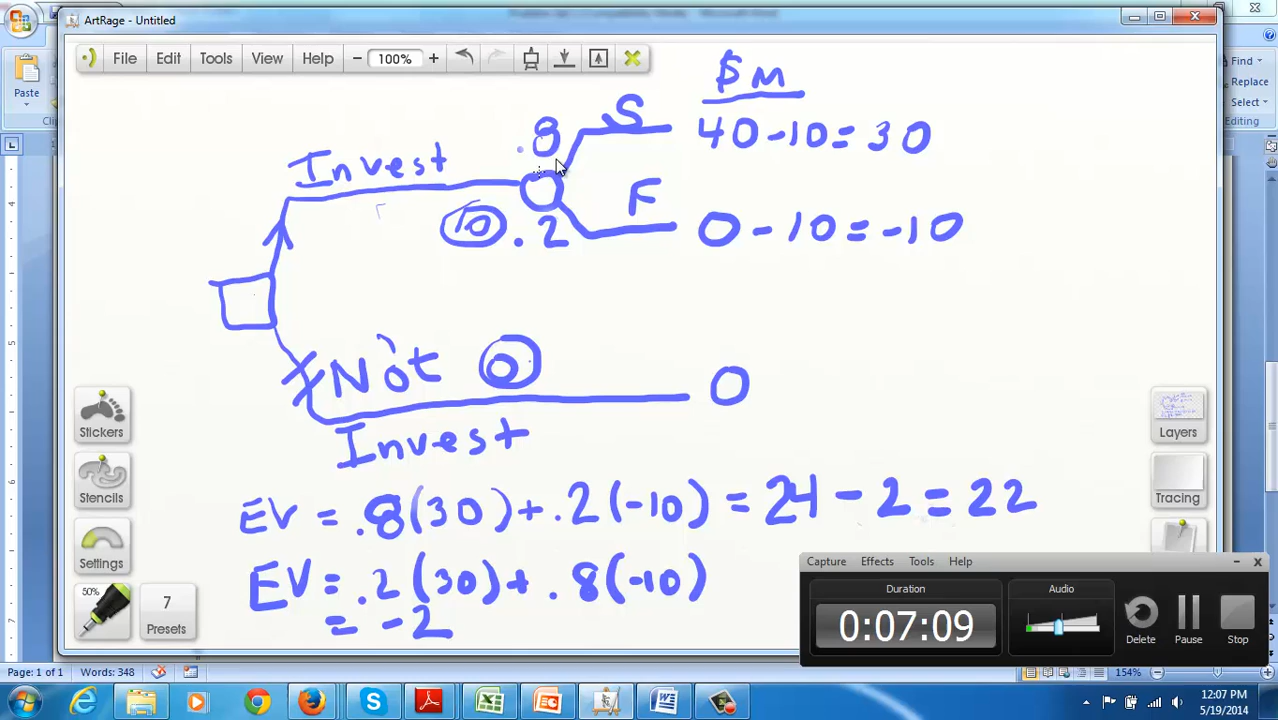 ArtRage - Untitled
File Edit Tools View Help 100%
Paste
Find
Replace
Select
$ M
.8 S 40 - 10 = 30
Invest
10 .2 F 0 - 10 = -10
Not 0 0
Invest
EV = .8(30) + .2(-10) = 24 - 2 = 22
EV = .2(30) + .8(-10)
= -2
Stickers
Stencils
Settings
50%
7
Presets
Layers
Tracing
Capture Effects Tools Help
Duration Audio
0:07:09
Delete Pause Stop
Page: 1 of 1 Words: 348 154%
12:07 PM
5/19/2014